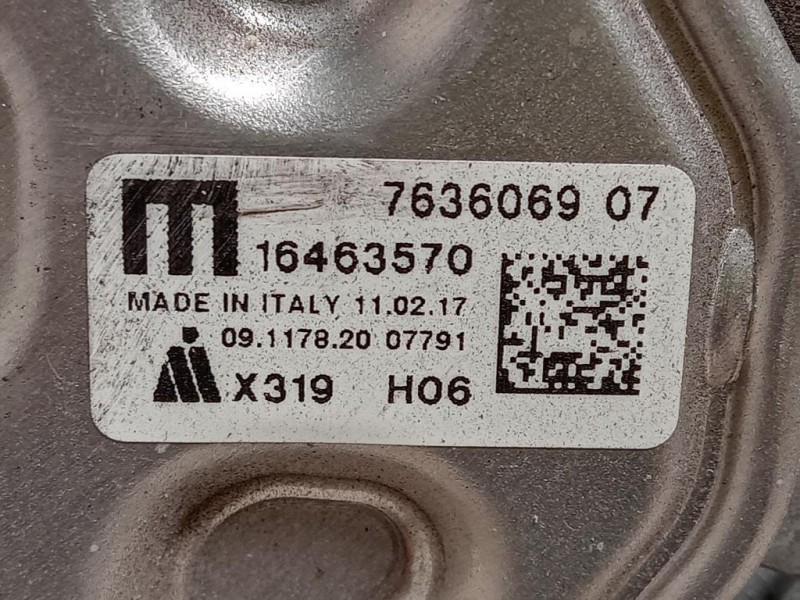 7636069 07
m 16463570
MADE IN ITALY 11.02.17
09.1178.20 07791
X319 H06